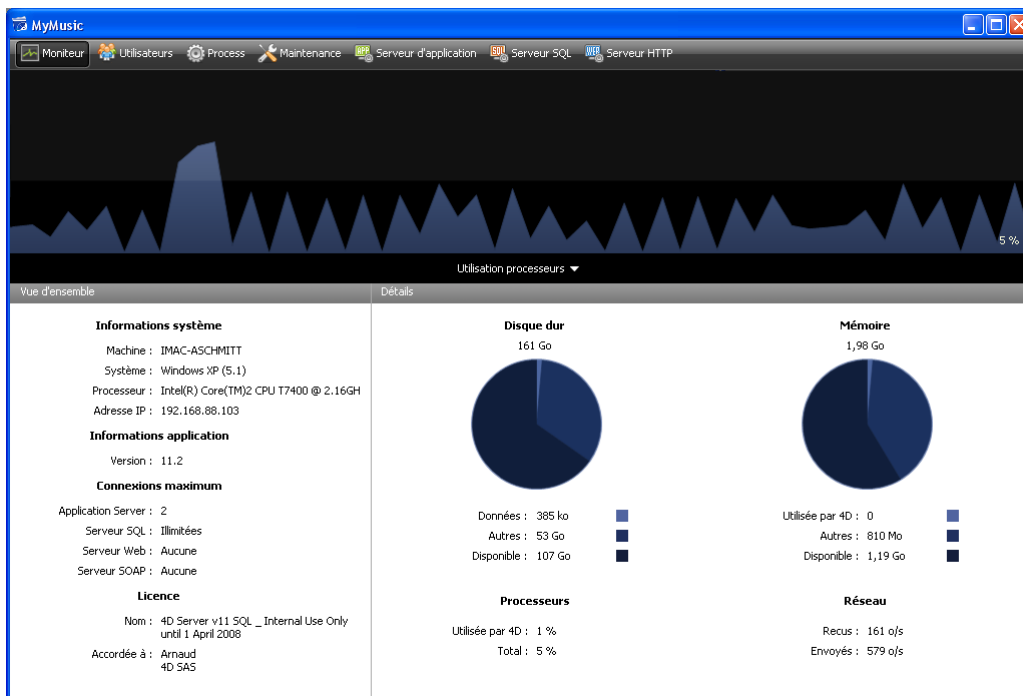 MyMusic
Moniteur Utilisateurs Process Maintenance Serveur d'application Serveur SQL Serveur HTTP
5 %
Utilisation processeurs
Vue d'ensemble
Détails
Informations système
Machine : IMAC-ASCHMITT
Système : Windows XP (5.1)
Processeur : Intel(R) Core(TM)2 CPU T7400 @ 2.16GH
Adresse IP : 192.168.88.103
Informations application
Version : 11.2
Connexions maximum
Application Server : 2
Serveur SQL : Illimitées
Serveur Web : Aucune
Serveur SOAP : Aucune
Licence
Nom : 4D Server v11 SQL _ Internal Use Only
until 1 April 2008
Accordée à : Arnaud
4D SAS
Disque dur
161 Go
Données : 385 ko
Autres : 53 Go
Disponible : 107 Go
Mémoire
1,98 Go
Utilisée par 4D : 0
Autres : 810 Mo
Disponible : 1,19 Go
Processeurs
Utilisée par 4D : 1 %
Total : 5 %
Réseau
Recus : 161 o/s
Envoyés : 579 o/s